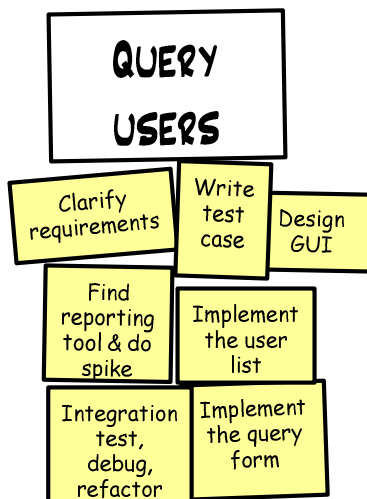 QUERY
USERS
Clarify
requirements
Write
test
case
Design
GUI
Find
reporting
tool & do
spike
Implement
the user
list
Integration
test,
debug,
refactor
Implement
the query
form